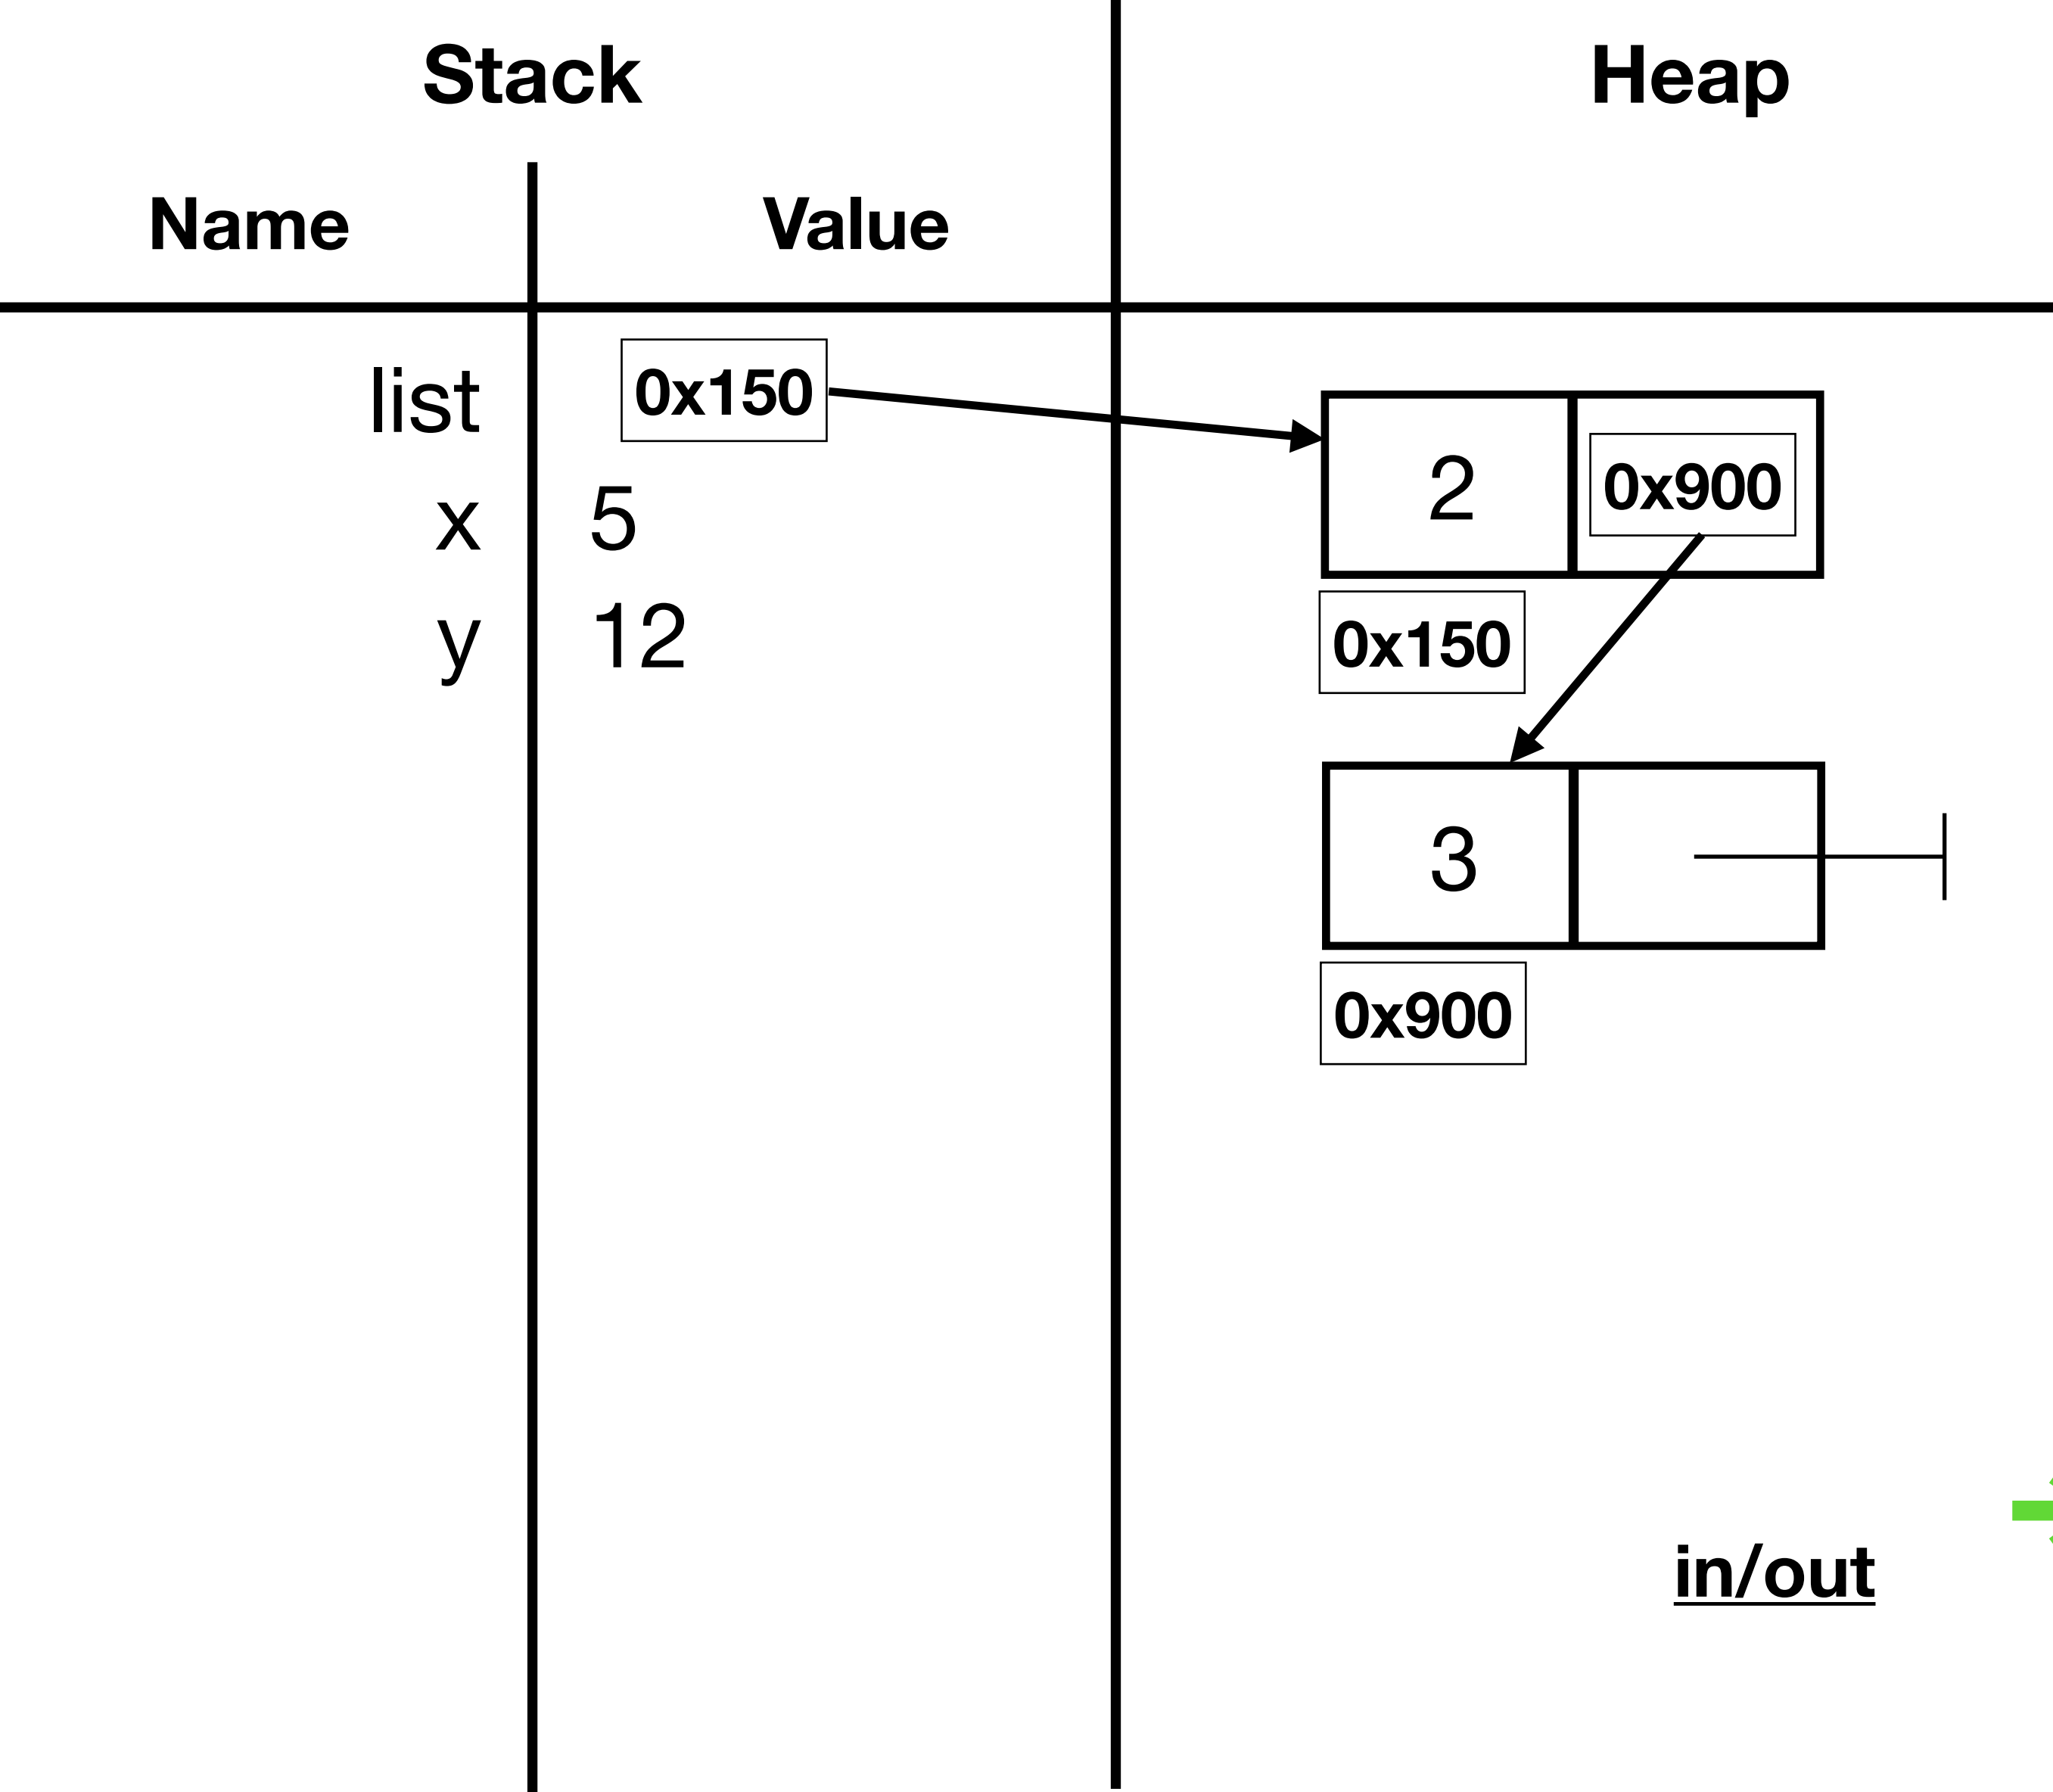 Stack Heap
Name Value
list 0x150
2 0x900
x 5
y 12
0x150
3
0x900
in/out